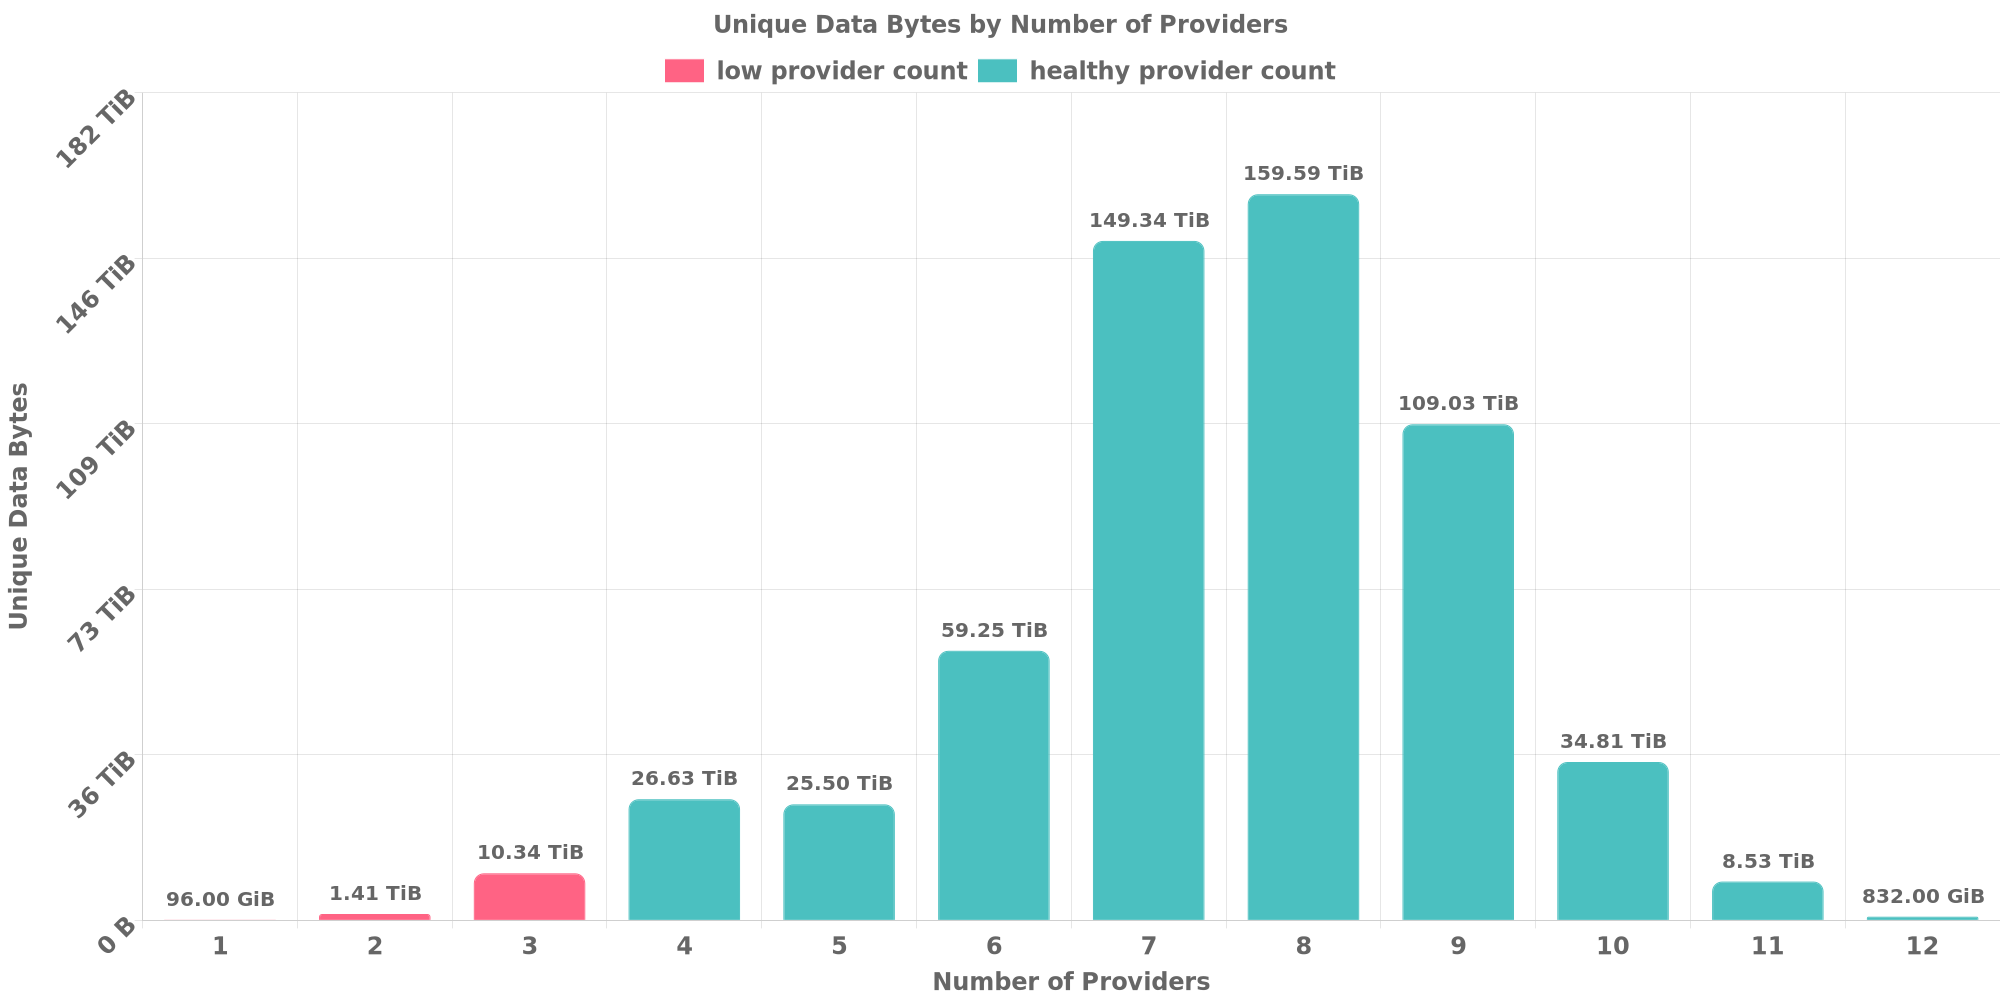 Unique Data Bytes by Number of Providers
low provider count healthy provider count
182 TiB
146 TiB
109 TiB
73 TiB
36 TiB
0 B
Unique Data Bytes
96.00 GiB
1.41 TiB
10.34 TiB
26.63 TiB
25.50 TiB
59.25 TiB
149.34 TiB
159.59 TiB
109.03 TiB
34.81 TiB
8.53 TiB
832.00 GiB
1 2 3 4 5 6 7 8 9 10 11 12
Number of Providers